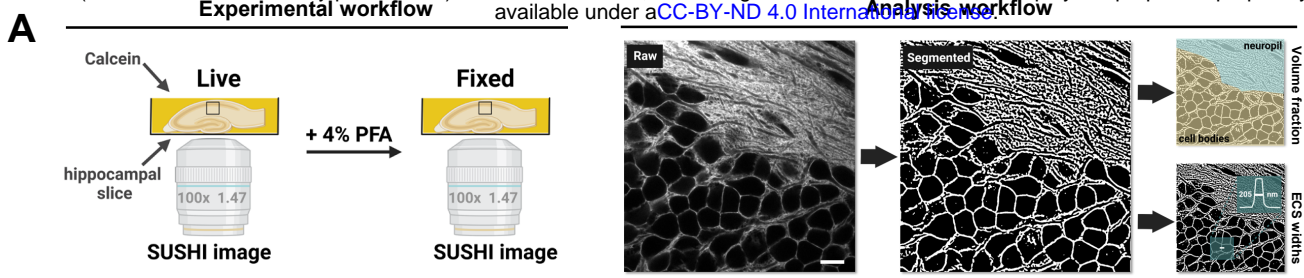 available under aCC-BY-ND 4.0 International license.
A
Experimental workflow
Calcein
Live
Fixed
+ 4% PFA
hippocampal
slice
100x 1.47
100x 1.47
SUSHI image
SUSHI image
Analysis workflow
Raw
Segmented
neuropil
cell bodies
Volume fraction
205 nm
ECS widths